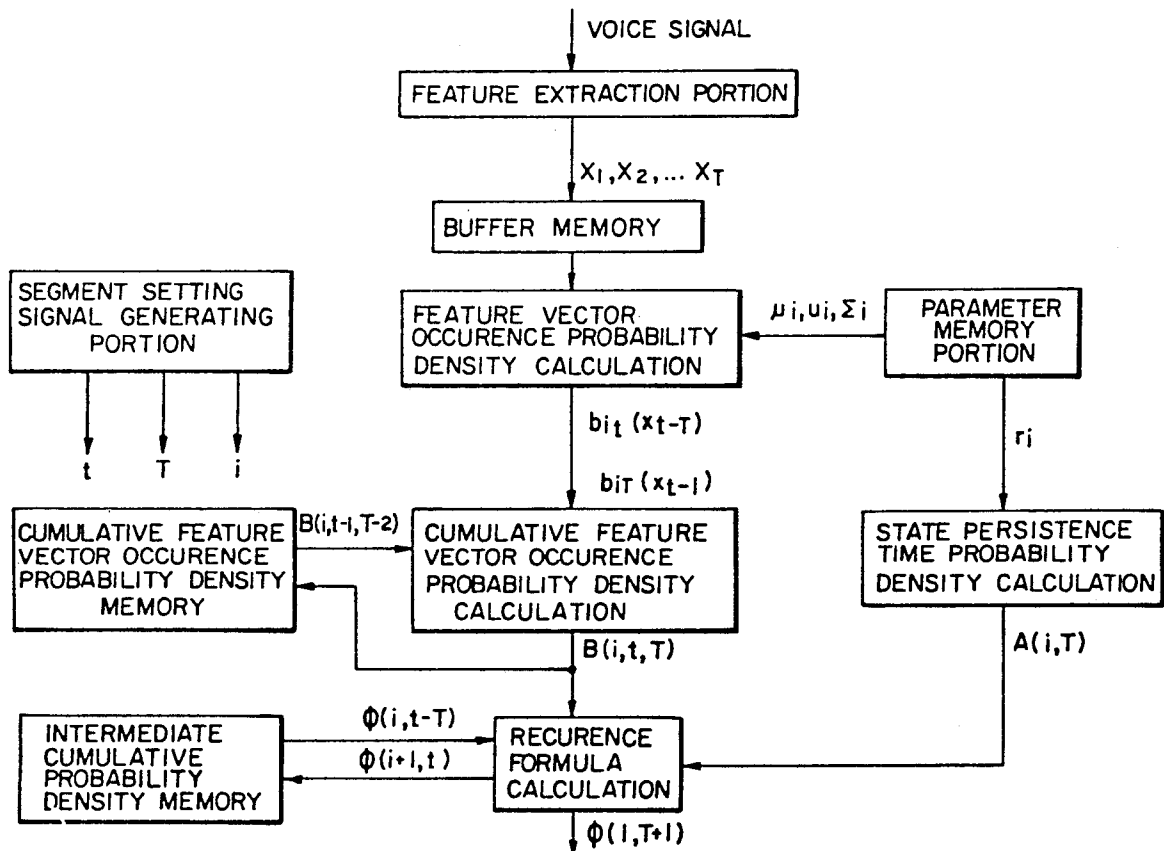 VOICE SIGNAL
FEATURE EXTRACTION PORTION
X1, X2, ... XT
BUFFER MEMORY
SEGMENT SETTING
SIGNAL GENERATING
PORTION
FEATURE VECTOR
OCCURENCE PROBABILITY
DENSITY CALCULATION
μi, ui, Σi
PARAMETER
MEMORY
PORTION
t
T
i
bit (xt-T)
ri
biT (xt-1)
CUMULATIVE FEATURE
VECTOR OCCURENCE
PROBABILITY DENSITY
MEMORY
B(i,t-1,T-2)
CUMULATIVE FEATURE
VECTOR OCCURENCE
PROBABILITY DENSITY
CALCULATION
STATE PERSISTENCE
TIME PROBABILITY
DENSITY CALCULATION
B(i,t,T)
A(i,T)
INTERMEDIATE
CUMULATIVE
PROBABILITY
DENSITY MEMORY
Φ(i,t-T)
Φ(i+1,t)
RECURENCE
FORMULA
CALCULATION
Φ(1,T+1)